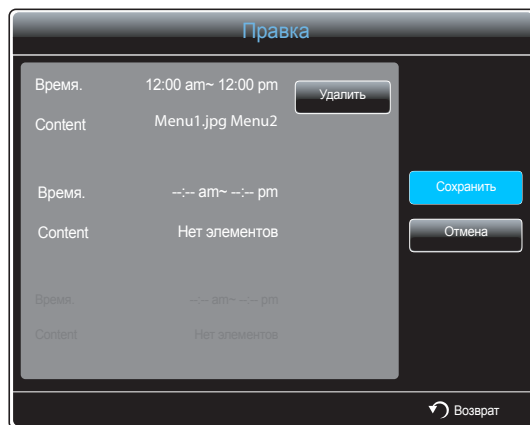 Правка
Время. 12:00 am~ 12:00 pm Удалить
Content Menu1.jpg Menu2
Время. --:-- am~ --:-- pm
Сохранить
Content Нет элементов
Отмена
Время. --:-- am~ --:-- pm
Content Нет элементов
Возврат